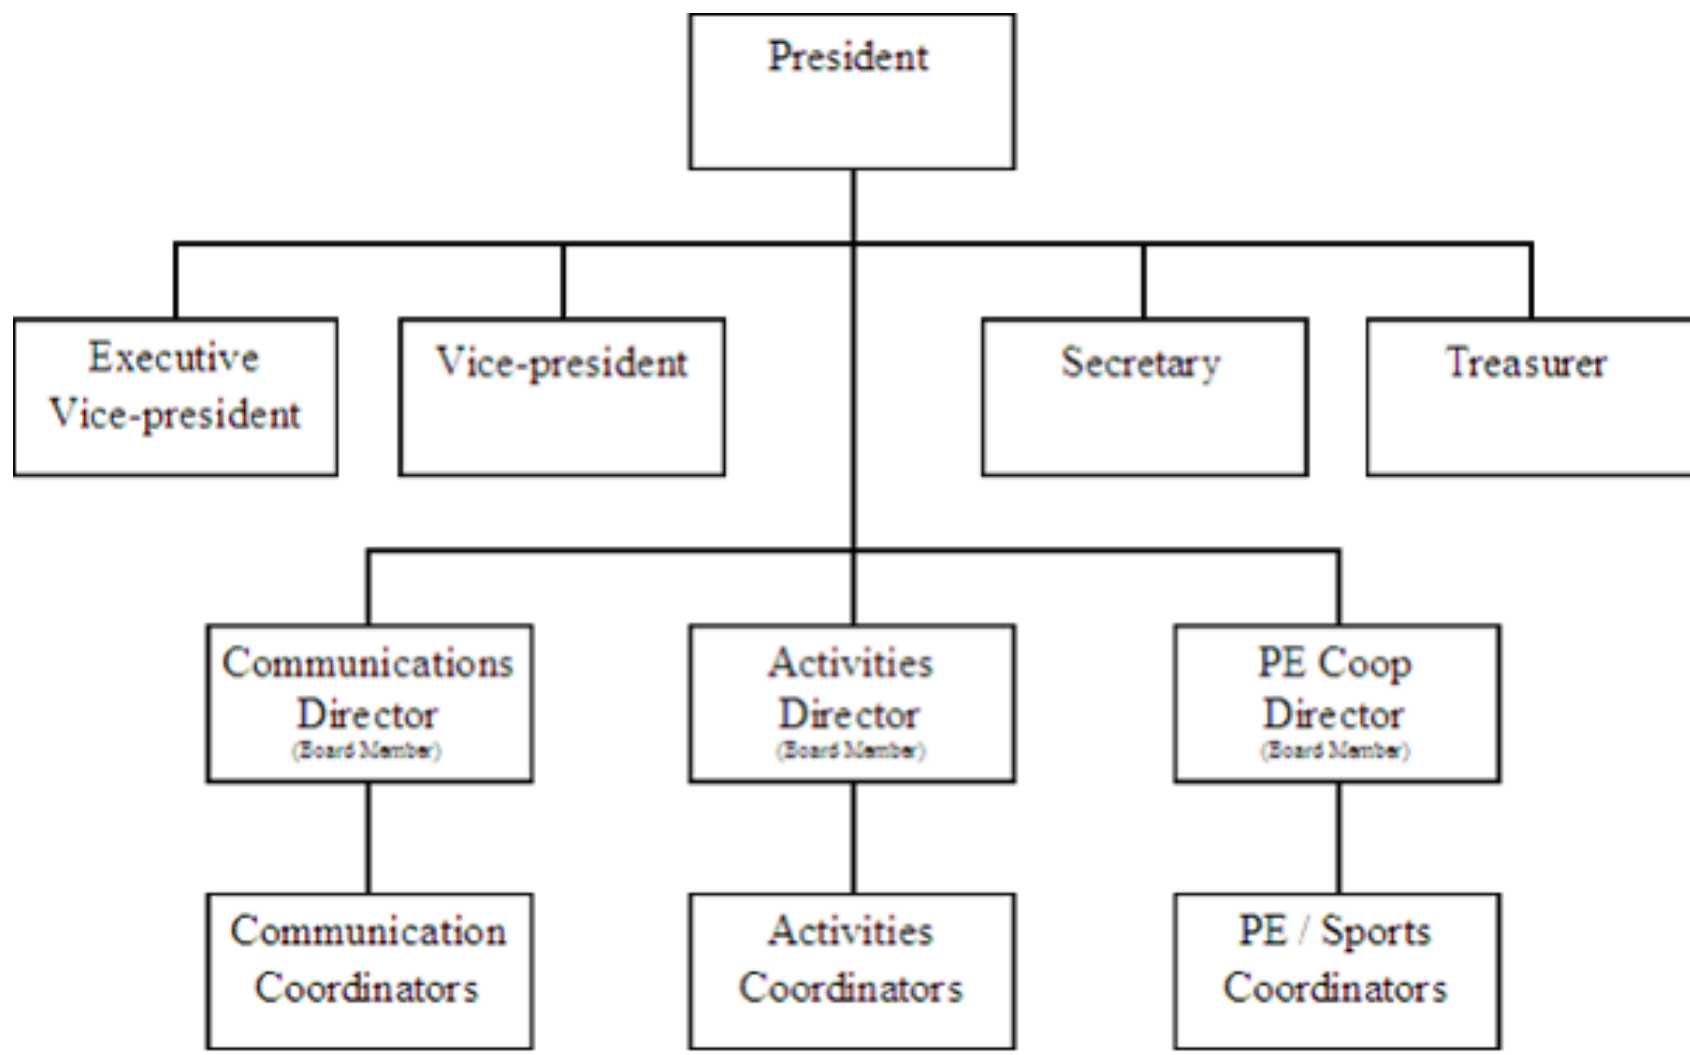 President
Executive
Vice-president
Vice-president
Secretary
Treasurer
Communications
Director
(Board Member)
Activities
Director
(Board Member)
PE Coop
Director
(Board Member)
Communication
Coordinators
Activities
Coordinators
PE / Sports
Coordinators